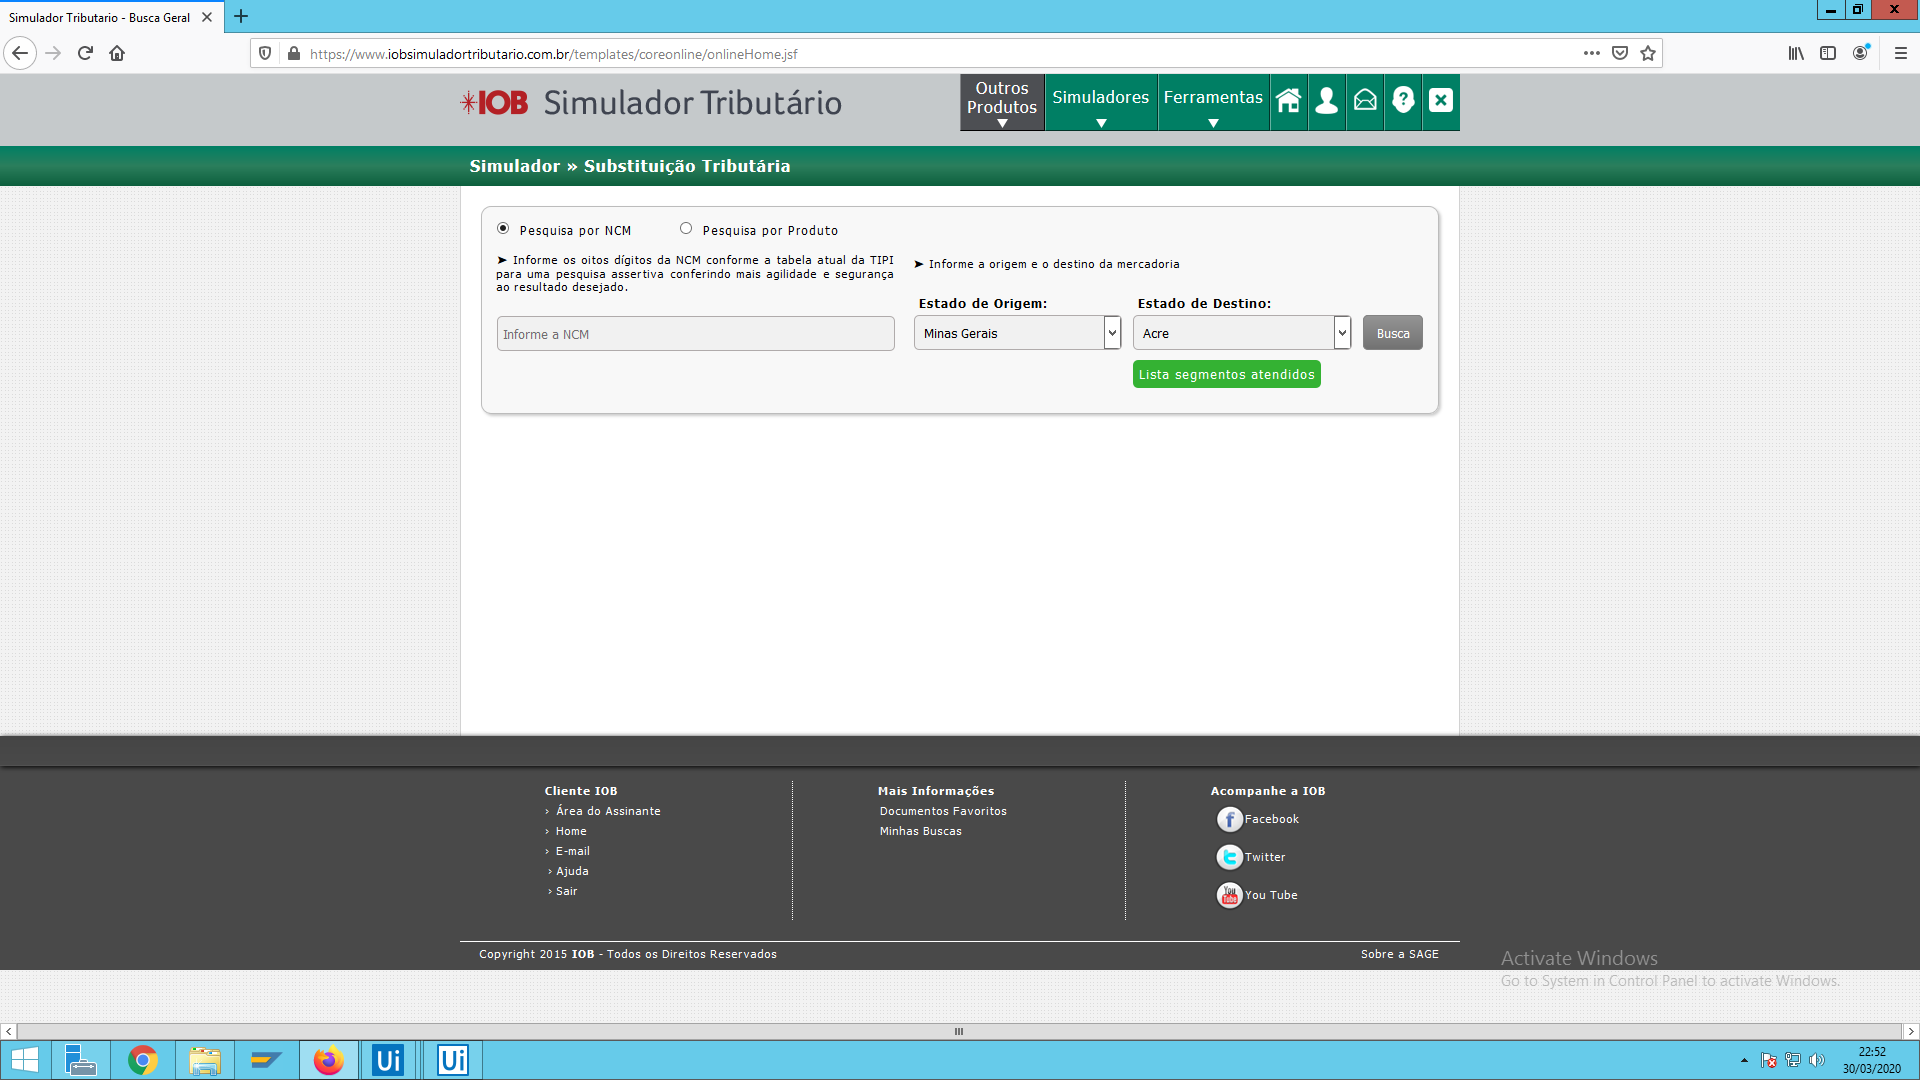 Simulador Tributario - Busca Geral
https://www.iobsimuladortributario.com.br/templates/coreonline/onlineHome.jsf
IOB Simulador Tributário
Outros Produtos
Simuladores
Ferramentas
Simulador » Substituição Tributária
Pesquisa por NCM
Pesquisa por Produto
➤ Informe os oitos dígitos da NCM conforme a tabela atual da TIPI
para uma pesquisa assertiva conferindo mais agilidade e segurança
ao resultado desejado.
➤ Informe a origem e o destino da mercadoria
Estado de Origem:
Estado de Destino:
Informe a NCM
Minas Gerais
Acre
Busca
Lista segmentos atendidos
Cliente IOB
› Área do Assinante
› Home
› E-mail
› Ajuda
› Sair
Mais Informações
Documentos Favoritos
Minhas Buscas
Acompanhe a IOB
Facebook
Twitter
You Tube
Copyright 2015 IOB - Todos os Direitos Reservados
Sobre a SAGE
Activate Windows
Go to System in Control Panel to activate Windows.
Ui
Ui
22:52
30/03/2020